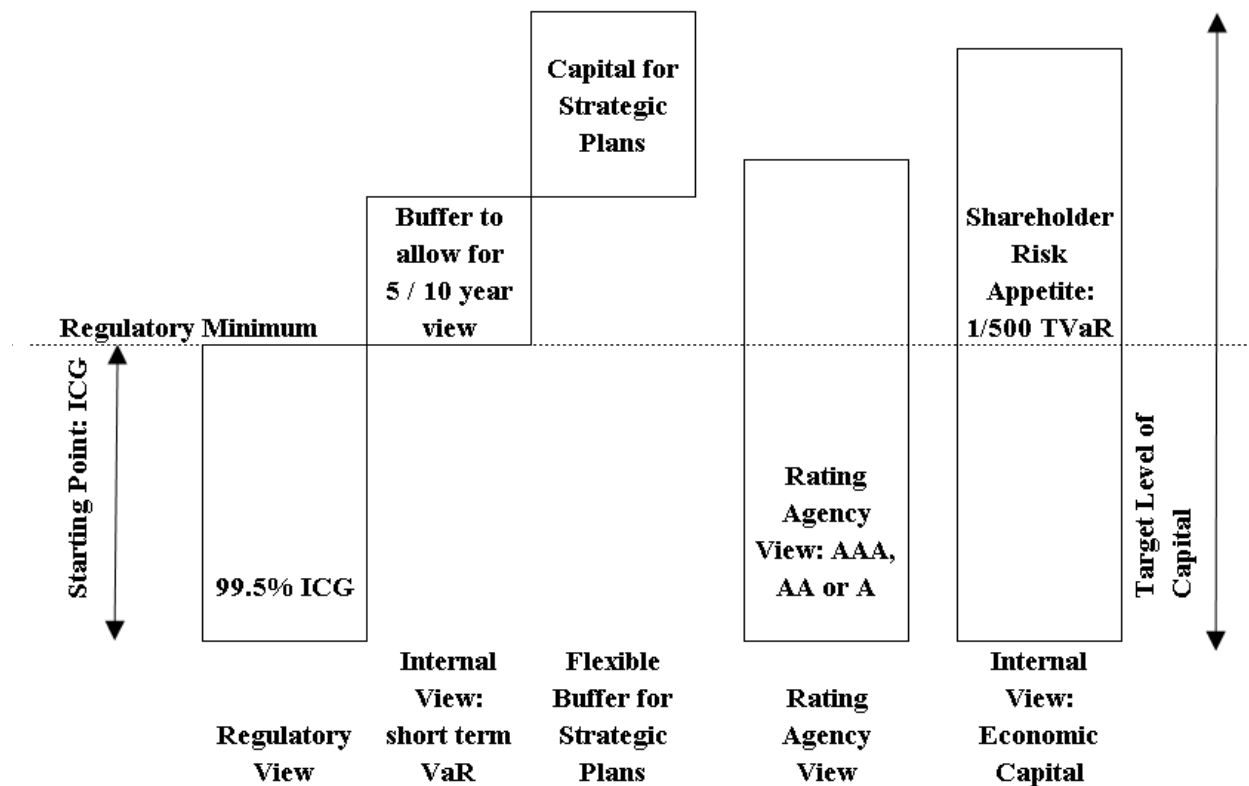 Capital for
Strategic
Plans
Buffer to
allow for
5 / 10 year
view
Shareholder
Risk
Appetite:
1/500 TVaR
Regulatory Minimum
Starting Point: ICG
99.5% ICG
Rating
Agency
View: AAA,
AA or A
Target Level of
Capital
Regulatory
View
Internal
View:
short term
VaR
Flexible
Buffer for
Strategic
Plans
Rating
Agency
View
Internal
View:
Economic
Capital